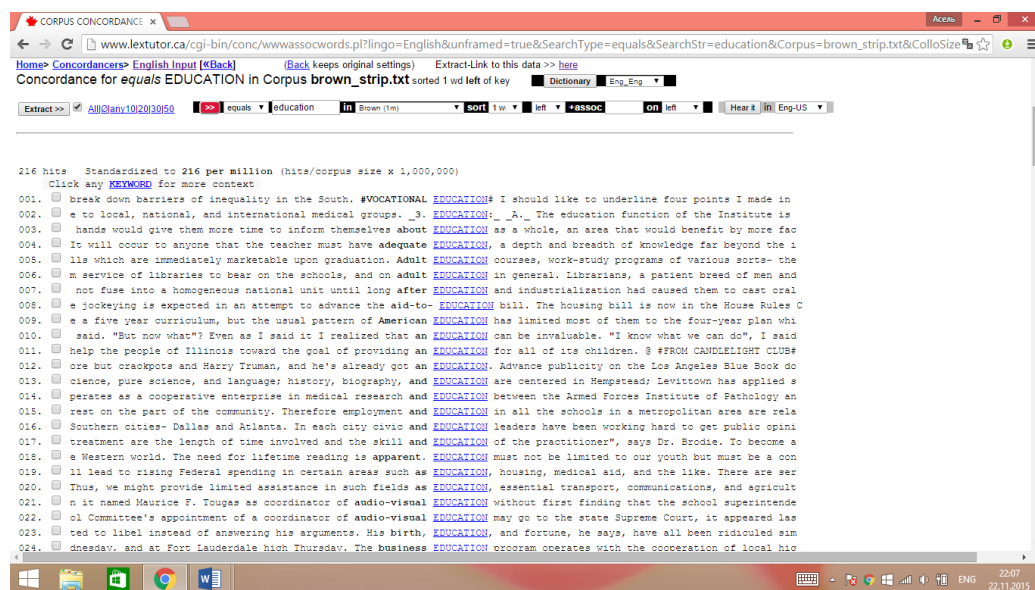 CORPUS CONCORDANCE ×
Асель
www.lextutor.ca/cgi-bin/conc/wwwassocwords.pl?lingo=English&unframed=true&SearchType=equals&SearchStr=education&Corpus=brown_strip.txt&ColloSize
Home> Concordancers> English Input [«Back] (Back keeps original settings) Extract-Link to this data >> here
Concordance for equals EDUCATION in Corpus brown_strip.txt sorted 1 wd left of key Dictionary Eng_Eng
Extract >> All|Ø|any10|20|30|50 >> equals education in Brown (1m) sort 1 w left +assoc on left Hear it in Eng-US
216 hits Standardized to 216 per million (hits/corpus size x 1,000,000)
Click any KEYWORD for more context
001. break down barriers of inequality in the South. #VOCATIONAL EDUCATION# I should like to underline four points I made in
002. e to local, national, and international medical groups. _3. EDUCATION:_ _A._ The education function of the Institute is
003. hands would give them more time to inform themselves about EDUCATION as a whole, an area that would benefit by more fac
004. It will occur to anyone that the teacher must have adequate EDUCATION, a depth and breadth of knowledge far beyond the i
005. lls which are immediately marketable upon graduation. Adult EDUCATION courses, work-study programs of various sorts- the
006. m service of libraries to bear on the schools, and on adult EDUCATION in general. Librarians, a patient breed of men and
007. not fuse into a homogeneous national unit until long after EDUCATION and industrialization had caused them to cast oral
008. e jockeying is expected in an attempt to advance the aid-to- EDUCATION bill. The housing bill is now in the House Rules C
009. e a five year curriculum, but the usual pattern of American EDUCATION has limited most of them to the four-year plan whi
010. said. "But now what"? Even as I said it I realized that an EDUCATION can be invaluable. "I know what we can do", I said
011. help the people of Illinois toward the goal of providing an EDUCATION for all of its children. @ #FROM CANDLELIGHT CLUB#
012. ore but crackpots and Harry Truman, and he's already got an EDUCATION. Advance publicity on the Los Angeles Blue Book do
013. cience, pure science, and language; history, biography, and EDUCATION are centered in Hempstead; Levittown has applied s
014. perates as a cooperative enterprise in medical research and EDUCATION between the Armed Forces Institute of Pathology an
015. rest on the part of the community. Therefore employment and EDUCATION in all the schools in a metropolitan area are rela
016. Southern cities- Dallas and Atlanta. In each city civic and EDUCATION leaders have been working hard to get public opini
017. treatment are the length of time involved and the skill and EDUCATION of the practitioner", says Dr. Brodie. To become a
018. e Western world. The need for lifetime reading is apparent. EDUCATION must not be limited to our youth but must be a con
019. ll lead to rising Federal spending in certain areas such as EDUCATION, housing, medical aid, and the like. There are ser
020. Thus, we might provide limited assistance in such fields as EDUCATION, essential transport, communications, and agricult
021. n it named Maurice F. Tougas as coordinator of audio-visual EDUCATION without first finding that the school superintende
022. ol Committee's appointment of a coordinator of audio-visual EDUCATION may go to the state Supreme Court, it appeared las
023. ted to libel instead of answering his arguments. His birth, EDUCATION, and fortune, he says, have all been ridiculed sim
024. dnesday, and at Fort Lauderdale high Thursday. The business EDUCATION program operates with the cooperation of local hig
ENG
22:07
22.11.2015